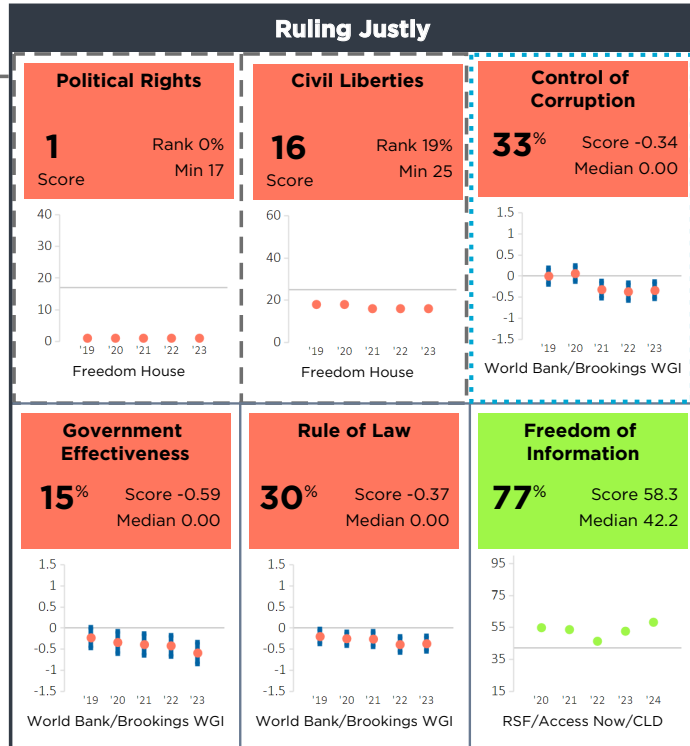 Ruling Justly
Political Rights
1
Score
Rank 0%
Min 17
40
30
20
10
0
'19 '20 '21 '22 '23
Freedom House
Civil Liberties
16
Score
Rank 19%
Min 25
60
40
20
0
'19 '20 '21 '22 '23
Freedom House
Control of
Corruption
33%
Score -0.34
Median 0.00
1.5
1
0.5
0
-0.5
-1
-1.5
'19 '20 '21 '22 '23
World Bank/Brookings WGI
Government
Effectiveness
15%
Score -0.59
Median 0.00
1.5
1
0.5
0
-0.5
-1
-1.5
'19 '20 '21 '22 '23
World Bank/Brookings WGI
Rule of Law
30%
Score -0.37
Median 0.00
1.5
1
0.5
0
-0.5
-1
-1.5
'19 '20 '21 '22 '23
World Bank/Brookings WGI
Freedom of
Information
77%
Score 58.3
Median 42.2
95
75
55
35
15
'20 '21 '22 '23 '24
RSF/Access Now/CLD